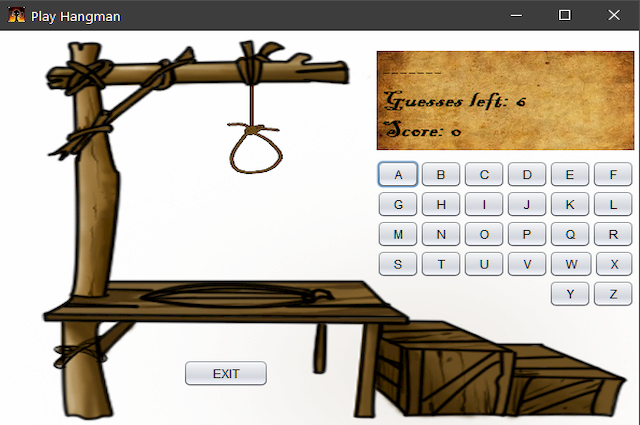 Play Hangman
-------
Guesses left: 6
Score: 0
A B C D E F
G H I J K L
M N O P Q R
S T U V W X
Y Z
EXIT